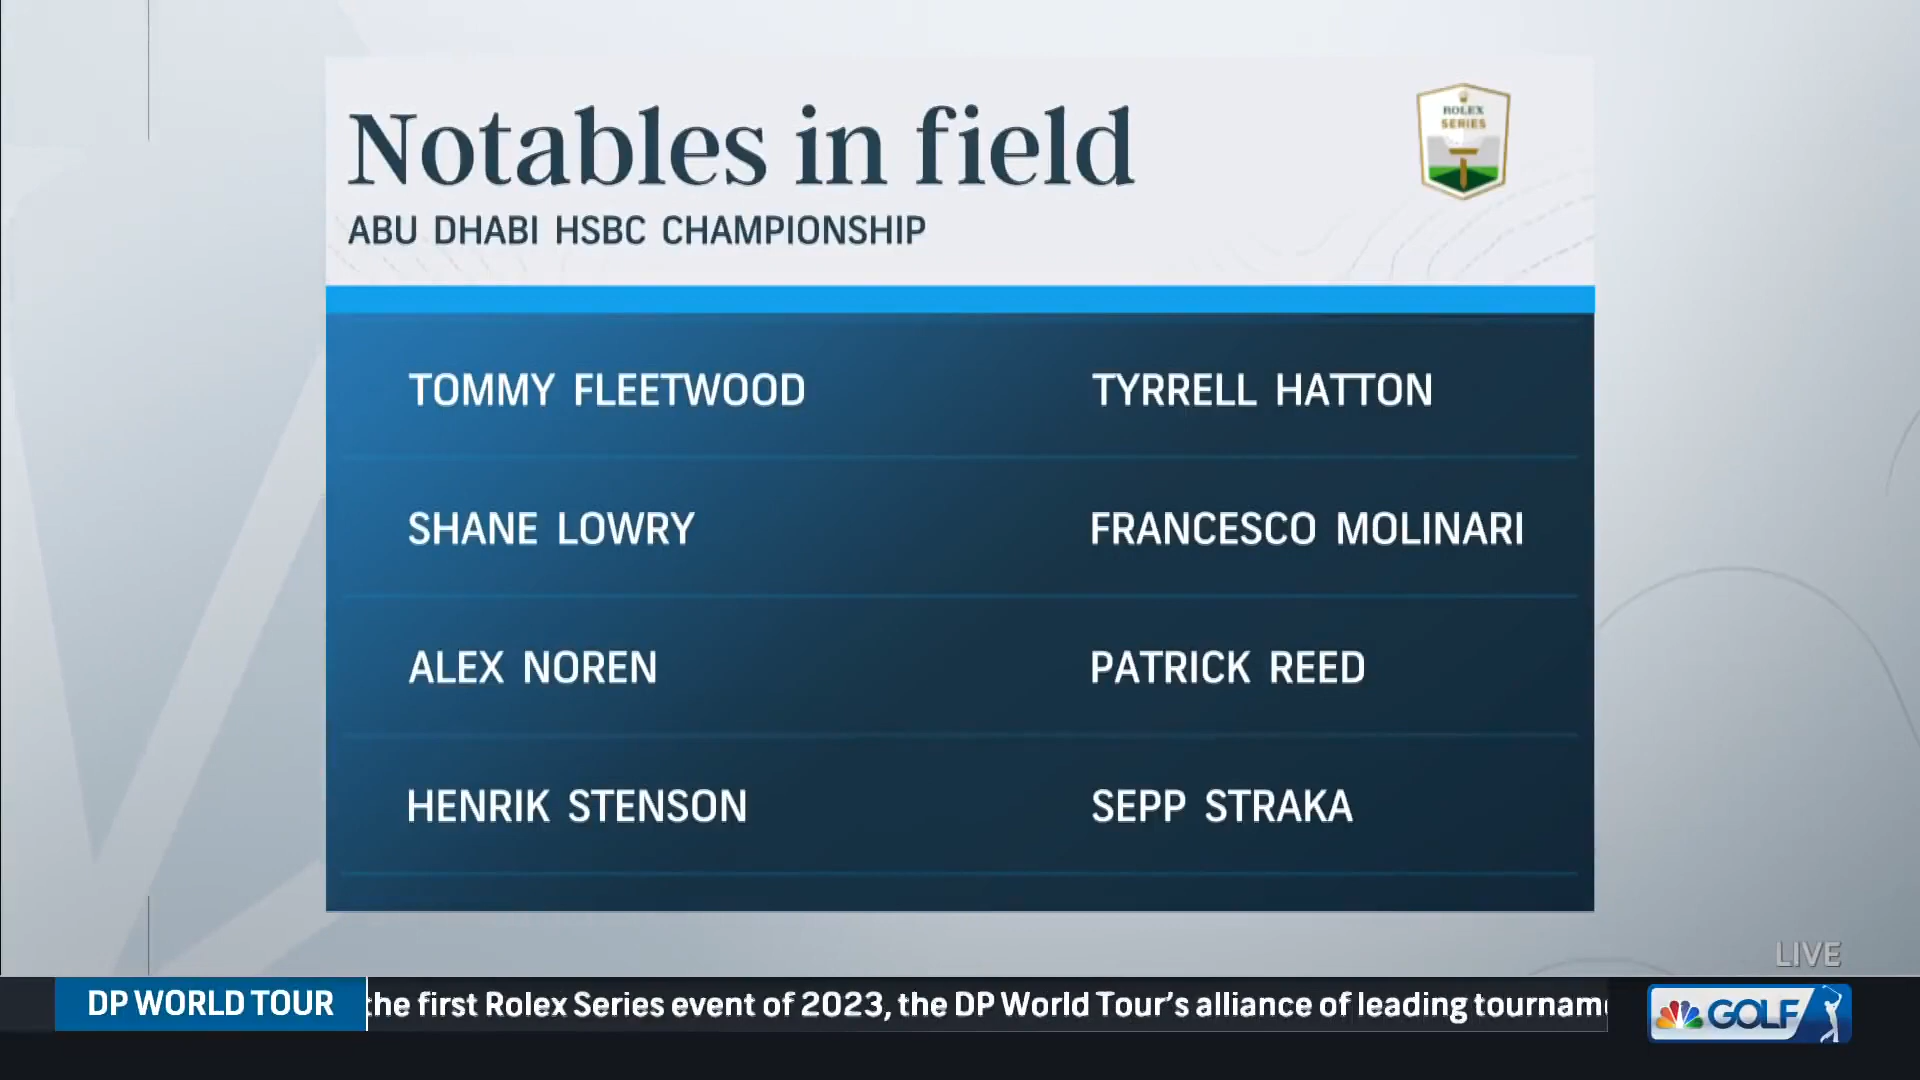 Notables in field
ABU DHABI HSBC CHAMPIONSHIP
ROLEX
SERIES
TOMMY FLEETWOOD
TYRRELL HATTON
SHANE LOWRY
FRANCESCO MOLINARI
ALEX NOREN
PATRICK REED
HENRIK STENSON
SEPP STRAKA
LIVE
DP WORLD TOUR
the first Rolex Series event of 2023, the DP World Tour's alliance of leading
GOLF